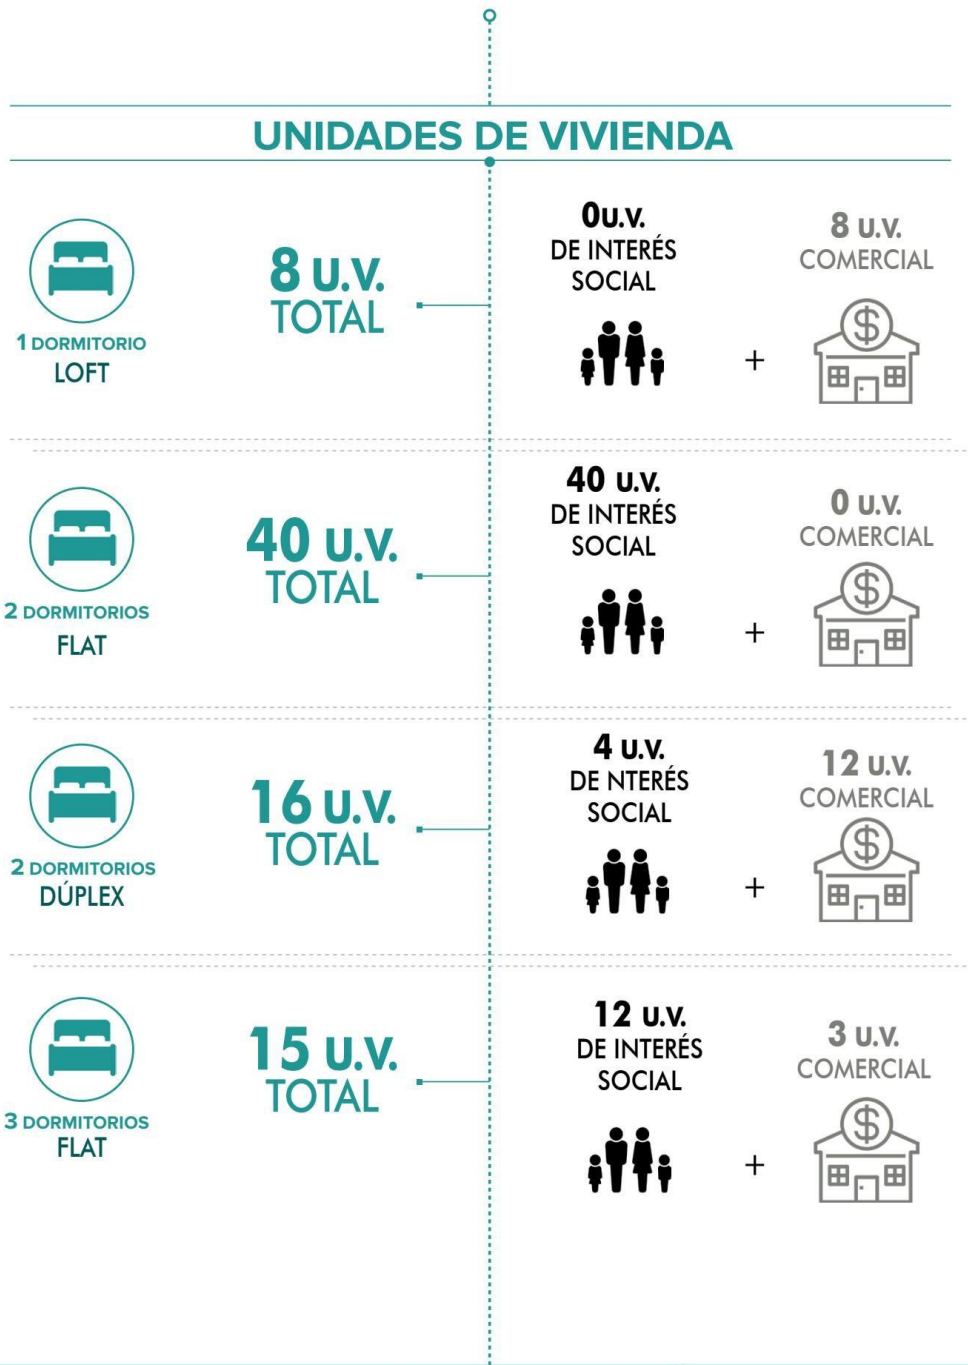 UNIDADES DE VIVIENDA
1 DORMITORIO
LOFT
8 U.V.
TOTAL
0U.V.
DE INTERÉS
SOCIAL
+
8 U.V.
COMERCIAL
$
2 DORMITORIOS
FLAT
40 U.V.
TOTAL
40 U.V.
DE INTERÉS
SOCIAL
+
0 U.V.
COMERCIAL
$
2 DORMITORIOS
DÚPLEX
16 U.V.
TOTAL
4 U.V.
DE NTERÉS
SOCIAL
+
12 U.V.
COMERCIAL
$
3 DORMITORIOS
FLAT
15 U.V.
TOTAL
12 U.V.
DE INTERÉS
SOCIAL
+
3 U.V.
COMERCIAL
$